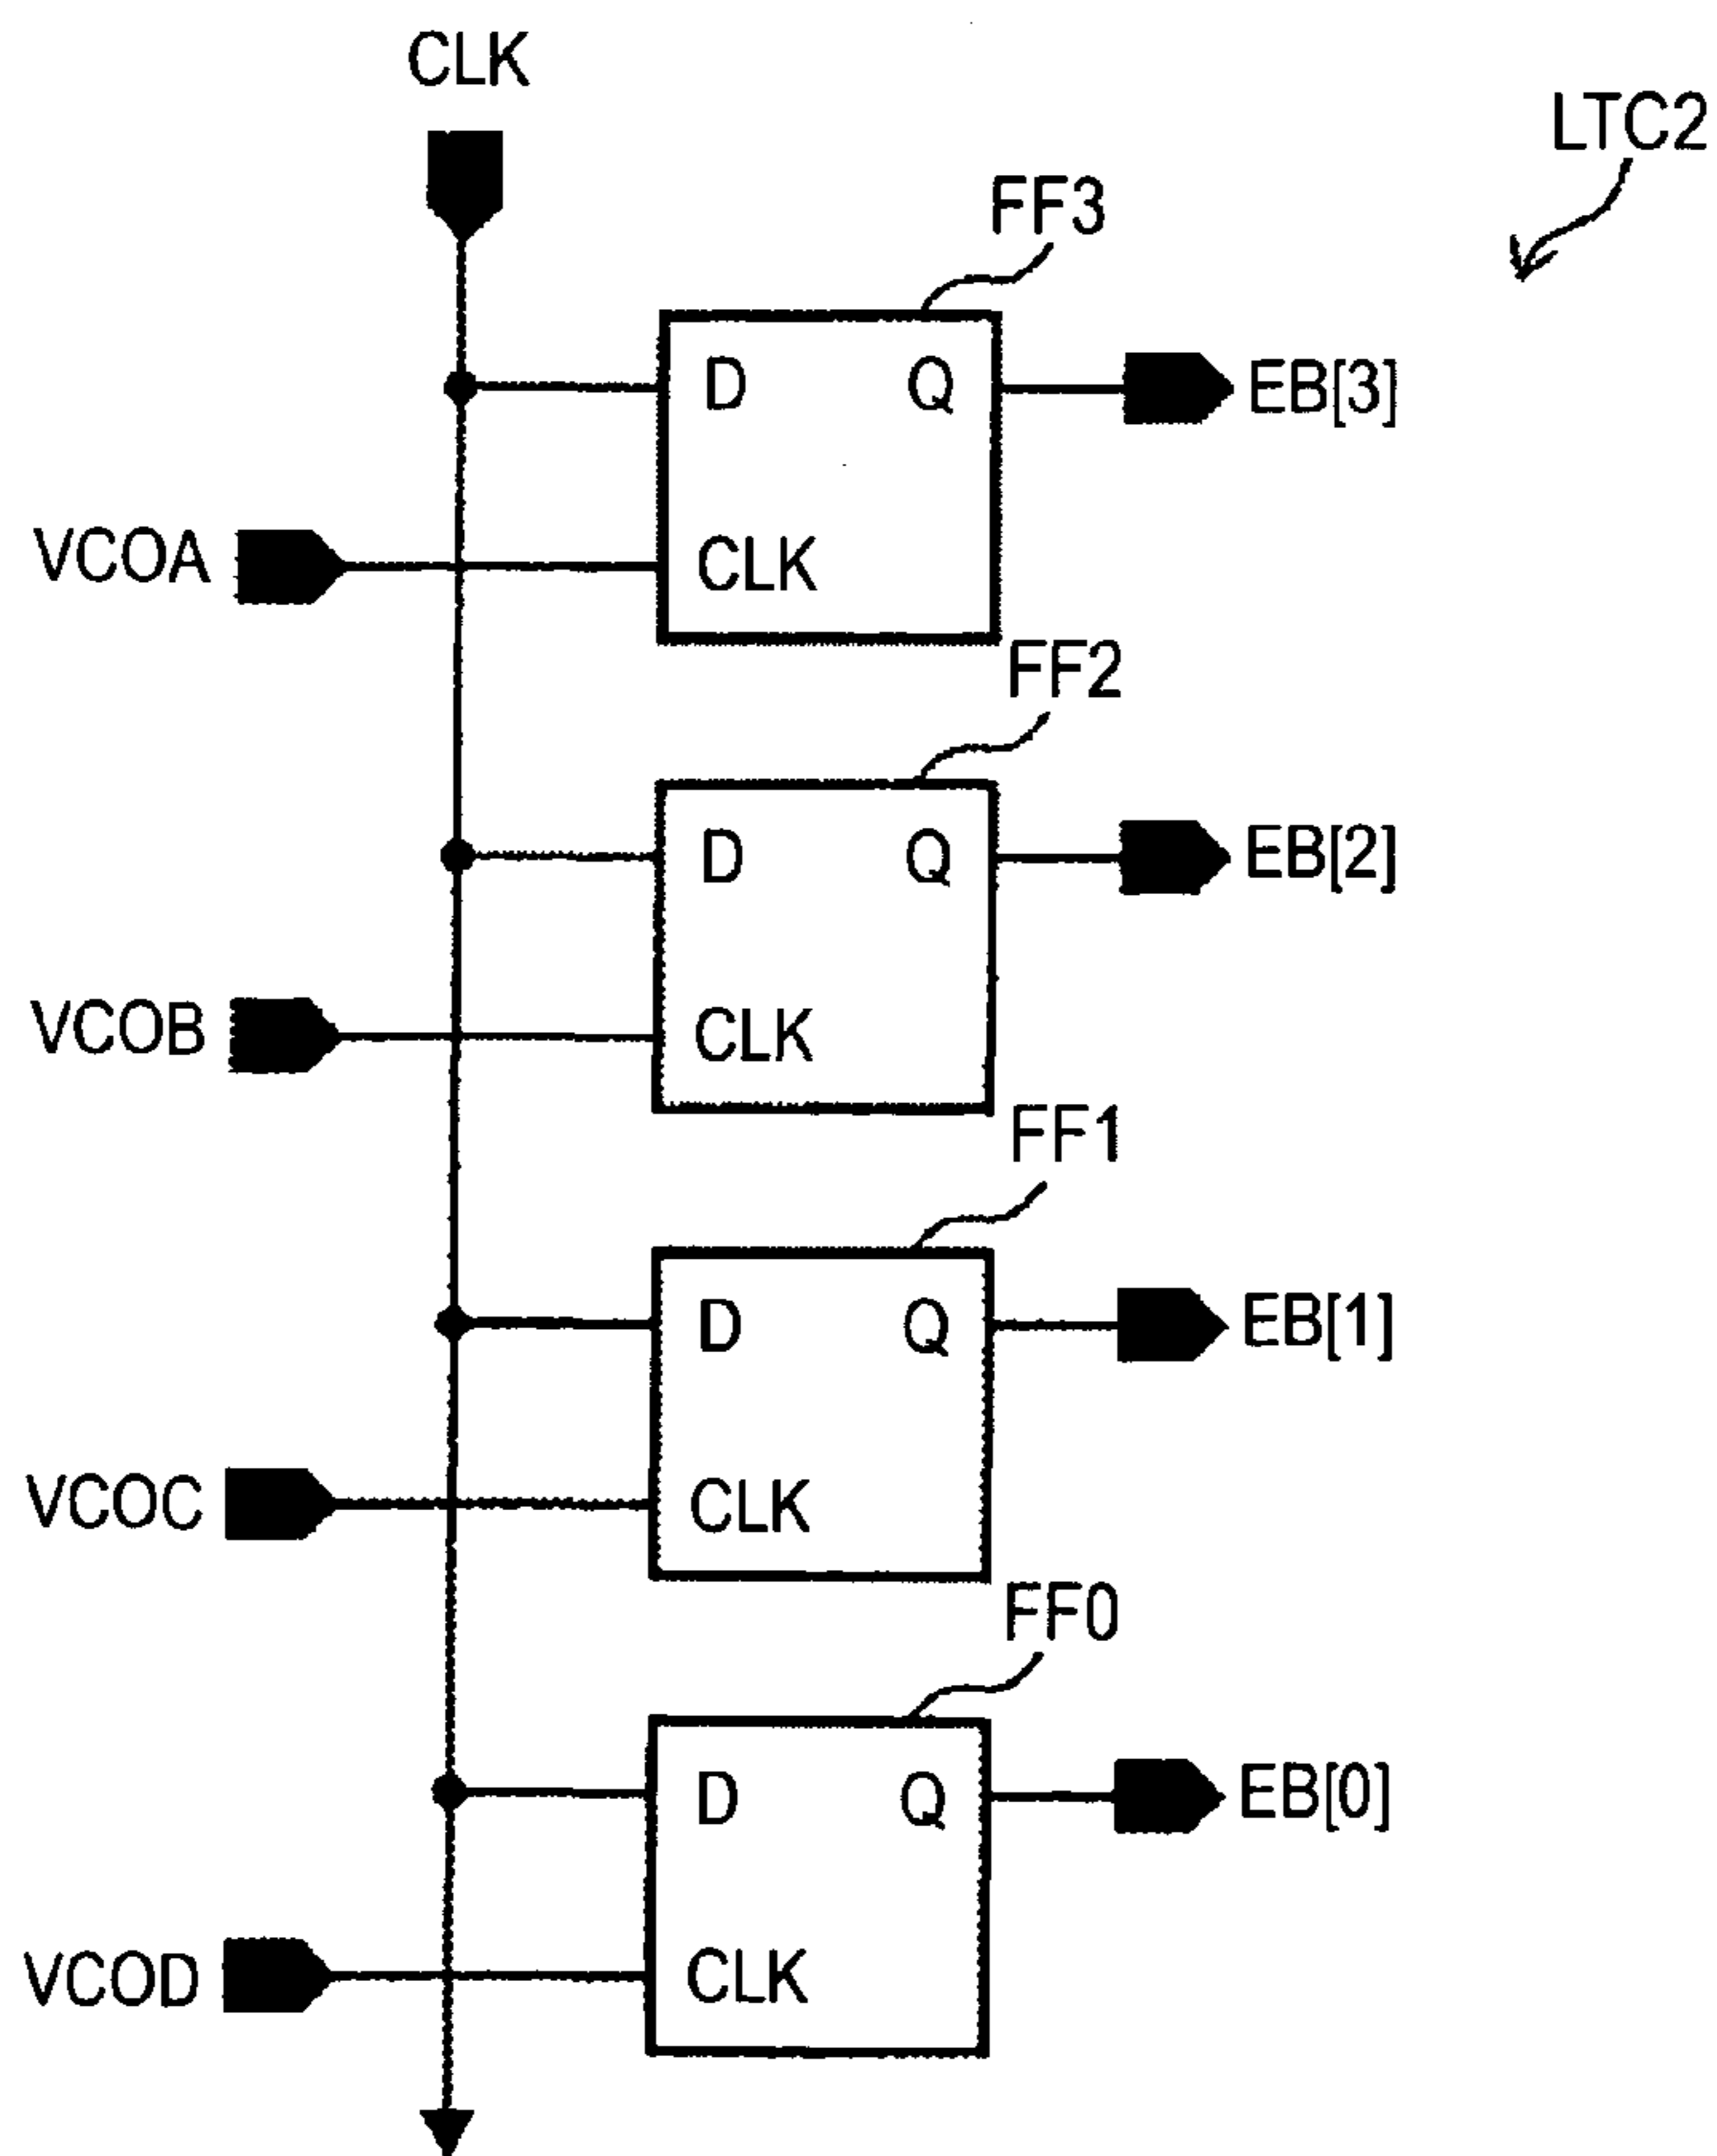 CLK
LTC2
FF3
D Q
EB[3]
VCOA
CLK
FF2
D Q
EB[2]
VCOB
CLK
FF1
D Q
EB[1]
VCOC
CLK
FF0
D Q
EB[0]
VCOD
CLK